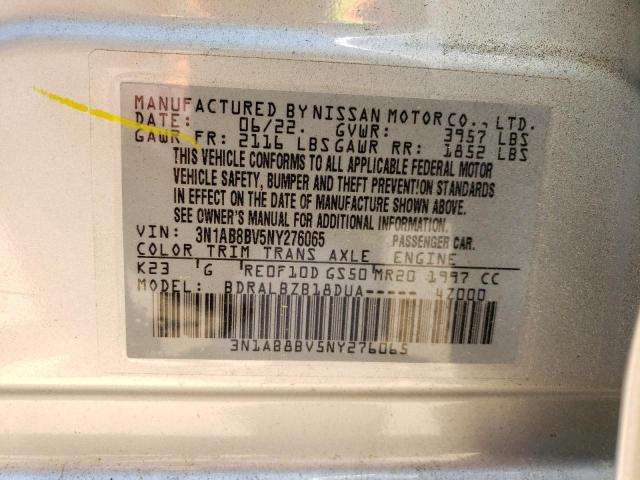 MANUFACTURED BY NISSAN MOTOR CO., LTD.
DATE: 06/22. GVWR: 3957 LBS
GAWR FR: 2116 LBS GAWR RR: 1852 LBS
THIS VEHICLE CONFORMS TO ALL APPLICABLE FEDERAL MOTOR
VEHICLE SAFETY, BUMPER AND THEFT PREVENTION STANDARDS
IN EFFECT ON THE DATE OF MANUFACTURE SHOWN ABOVE.
SEE OWNER'S MANUAL FOR ADDITIONAL INFORMATION.
VIN: 3N1AB8BV5NY276065 PASSENGER CAR.
COLOR TRIM TRANS AXLE ENGINE
K23 'G 'RE0F10D GS50 MR20 1997 CC
MODEL: BDRALBZB18DUA----- 4Z000
3N1AB8BV5NY276065